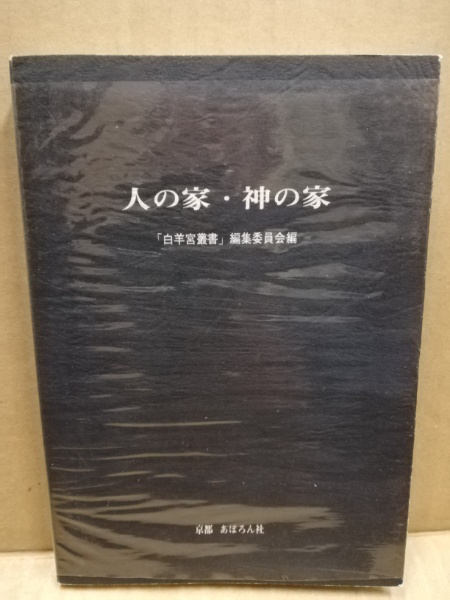 人の家・神の家
「白羊宮叢書」編集委員会編
京都 あぽろん社